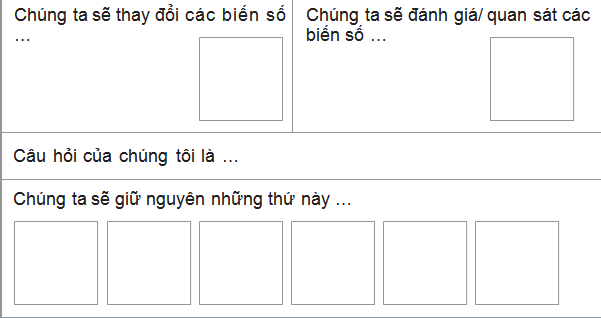 Chúng ta sẽ thay đổi các biến số
...
Chúng ta sẽ đánh giá/ quan sát các
biến số ...
Câu hỏi của chúng tôi là ...
Chúng ta sẽ giữ nguyên những thứ này ...